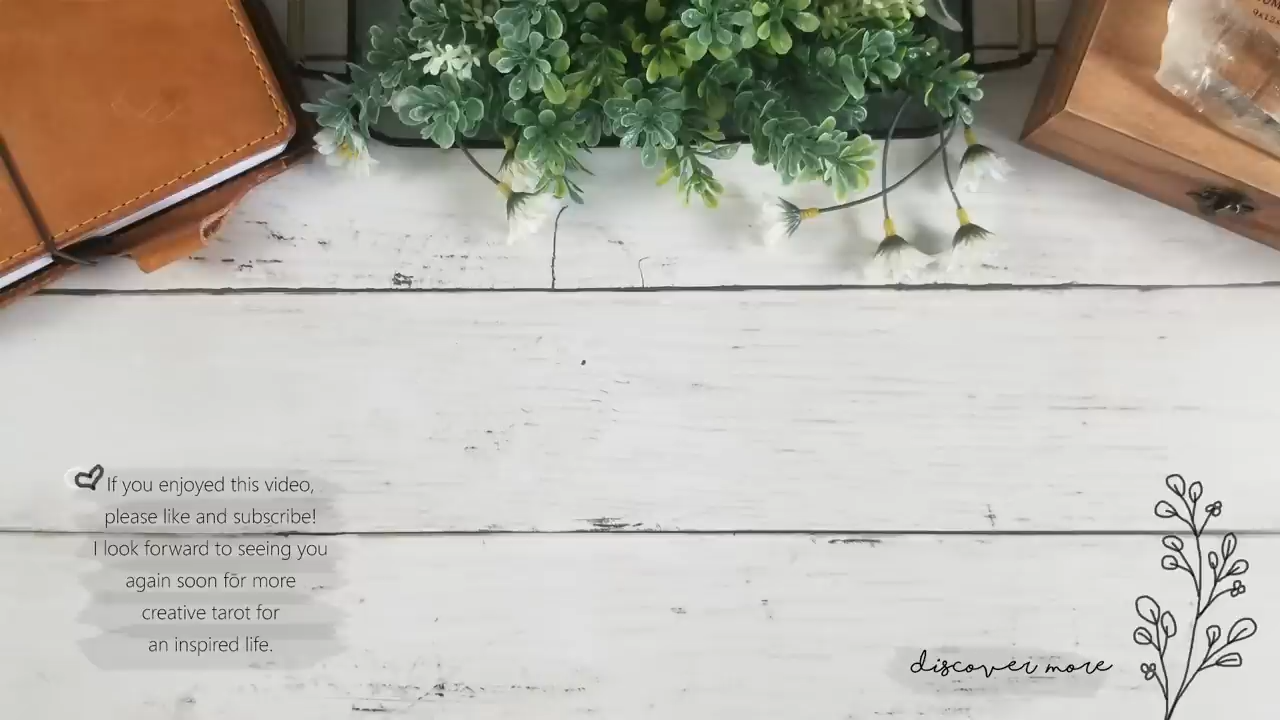 If you enjoyed this video,
please like and subscribe!
I look forward to seeing you
again soon for more
creative tarot for
an inspired life.
discover more